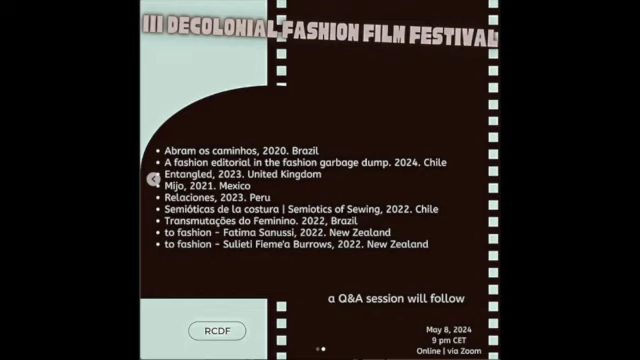 III DECOLONIAL FASHION FILM FESTIVAL
• Abram os caminhos, 2020. Brazil
• A fashion editorial in the fashion garbage dump. 2024. Chile
• Entangled, 2023. United Kingdom
• Mijo, 2021. Mexico
• Relaciones, 2023. Peru
• Semióticas de la costura | Semiotics of Sewing, 2022. Chile
• Transmutações do Feminino. 2022, Brazil
• to fashion - Fatima Sanussi, 2022. New Zealand
• to fashion - Sulieti Fieme'a Burrows, 2022. New Zealand
a Q&A session will follow
RCDF
May 8, 2024
9 pm CET
Online | via Zoom